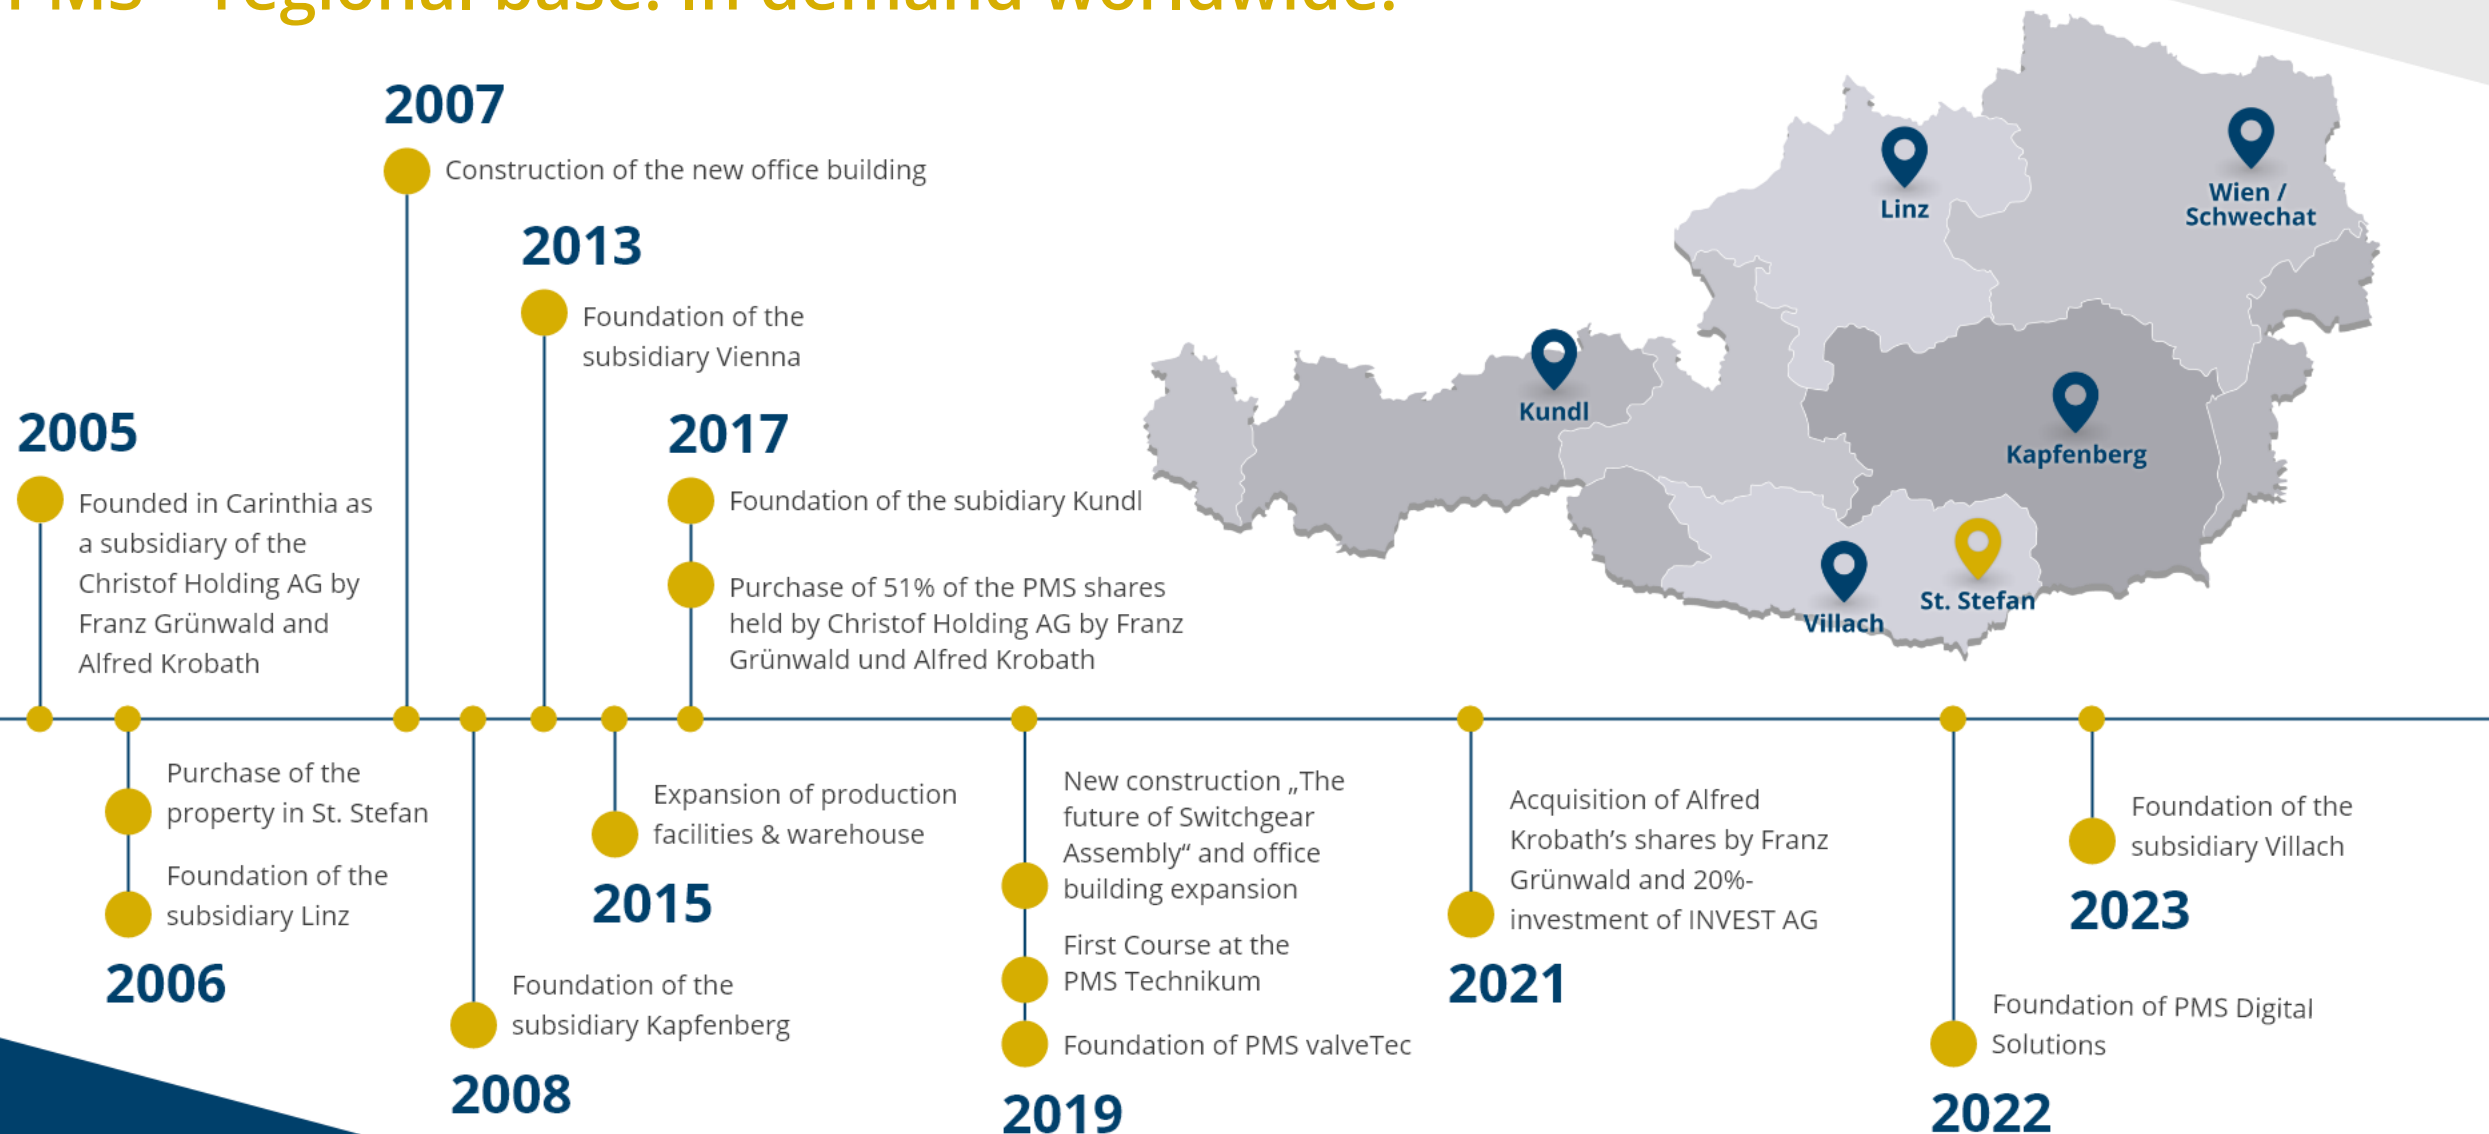 PMS – regional base. In demand worldwide.
2007
Construction of the new office building
2013
Foundation of the
subsidiary Vienna
2005
Founded in Carinthia as
a subsidiary of the
Christof Holding AG by
Franz Grünwald and
Alfred Krobath
2017
Foundation of the subidiary Kundl
Purchase of 51% of the PMS shares
held by Christof Holding AG by Franz
Grünwald und Alfred Krobath
Linz
Wien /
Schwechat
Kundl
Kapfenberg
St. Stefan
Villach
Purchase of the
property in St. Stefan
Foundation of the
subsidiary Linz
2006
Foundation of the
subsidiary Kapfenberg
2008
Expansion of production
facilities & warehouse
2015
New construction „The
future of Switchgear
Assembly“ and office
building expansion
First Course at the
PMS Technikum
Foundation of PMS valveTec
2019
Acquisition of Alfred
Krobath’s shares by Franz
Grünwald and 20%-
investment of INVEST AG
2021
Foundation of PMS Digital
Solutions
2022
Foundation of the
subsidiary Villach
2023